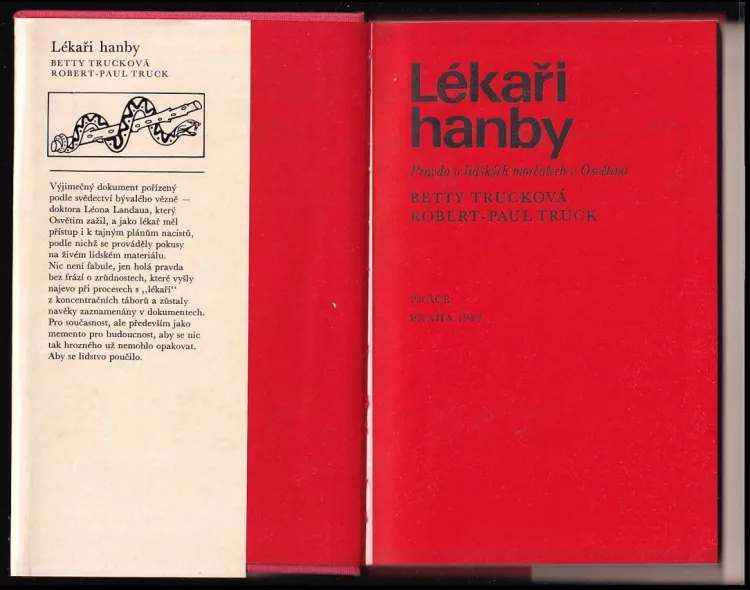 Lékaři hanby
BETTY TRUCKOVÁ
ROBERT-PAUL TRUCK
Výjimečný dokument pořízený
podle svědectví bývalého vězně —
doktora Léona Landaua, který
Osvětim zažil, a jako lékař měl
přístup i k tajným plánům nacistů,
podle nichž se prováděly pokusy
na živém lidském materiálu.
Nic není fabule, jen holá pravda
bez frází o zrůdnostech, které vyšly
najevo při procesech s „lékaři“
z koncentračních táborů a zůstaly
navěky zaznamenány v dokumentech.
Pro současnost, ale především jako
memento pro budoucnost, aby se nic
tak hrozného už nemohlo opakovat.
Aby se lidstvo poučilo.
Lékaři
hanby
Pravda o lidských morčatech v Osvětimi
BETTY TRUCKOVÁ
ROBERT-PAUL TRUCK
PRÁCE
PRAHA